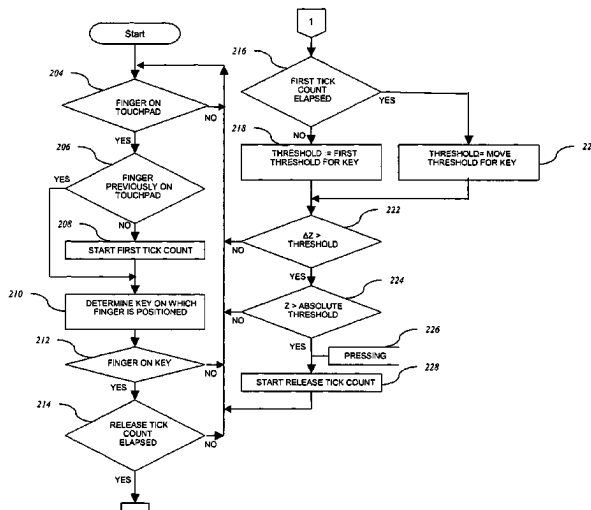 Start
204
FINGER ON
TOUCHPAD
NO
YES
206
YES
FINGER
PREVIOUSLY ON
TOUCHPAD
NO
208
START FIRST TICK COUNT
210
DETERMINE KEY ON WHICH
FINGER IS POSITIONED
212
FINGER ON KEY
NO
YES
214
RELEASE TICK
COUNT
ELAPSED
NO
YES
1
216
FIRST TICK
COUNT
ELAPSED
YES
NO
218
THRESHOLD := FIRST
THRESHOLD FOR KEY
THRESHOLD= MOVE
THRESHOLD FOR KEY
22
222
ΔZ >
THRESHOLD
NO
YES
224
Z > ABSOLUTE
THRESHOLD
NO
YES
226
PRESSING
START RELEASE TICK COUNT
228